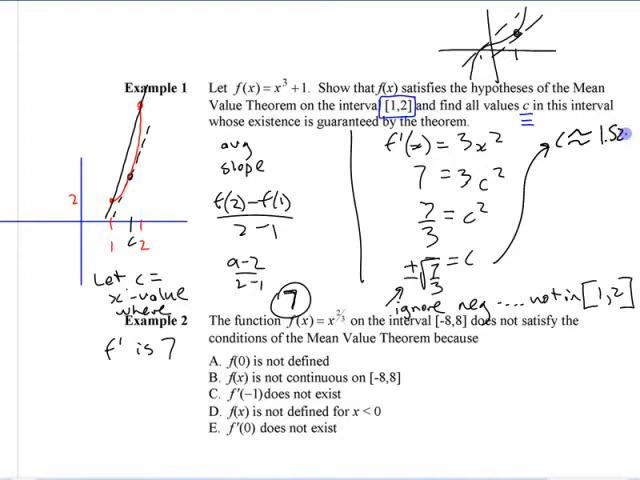 Example 1 Let f(x) = x³ + 1. Show that f(x) satisfies the hypotheses of the Mean
Value Theorem on the interval [1,2] and find all values c in this interval
whose existence is guaranteed by the theorem.
avg
slope
f(2) - f(1)
2 - 1
9-2
2-1
7
f'(x) = 3x²
7 = 3c²
7/3 = c²
±√7/3 = c
c ≈ 1.52
ignore neg .... not in [1,2]
2
1 c 2
Let c =
x-value
where
f' is 7
Example 2 The function f(x) = x^(2/3) on the interval [-8,8] does not satisfy the
conditions of the Mean Value Theorem because
A. f(0) is not defined
B. f(x) is not continuous on [-8,8]
C. f'(−1) does not exist
D. f(x) is not defined for x < 0
E. f'(0) does not exist